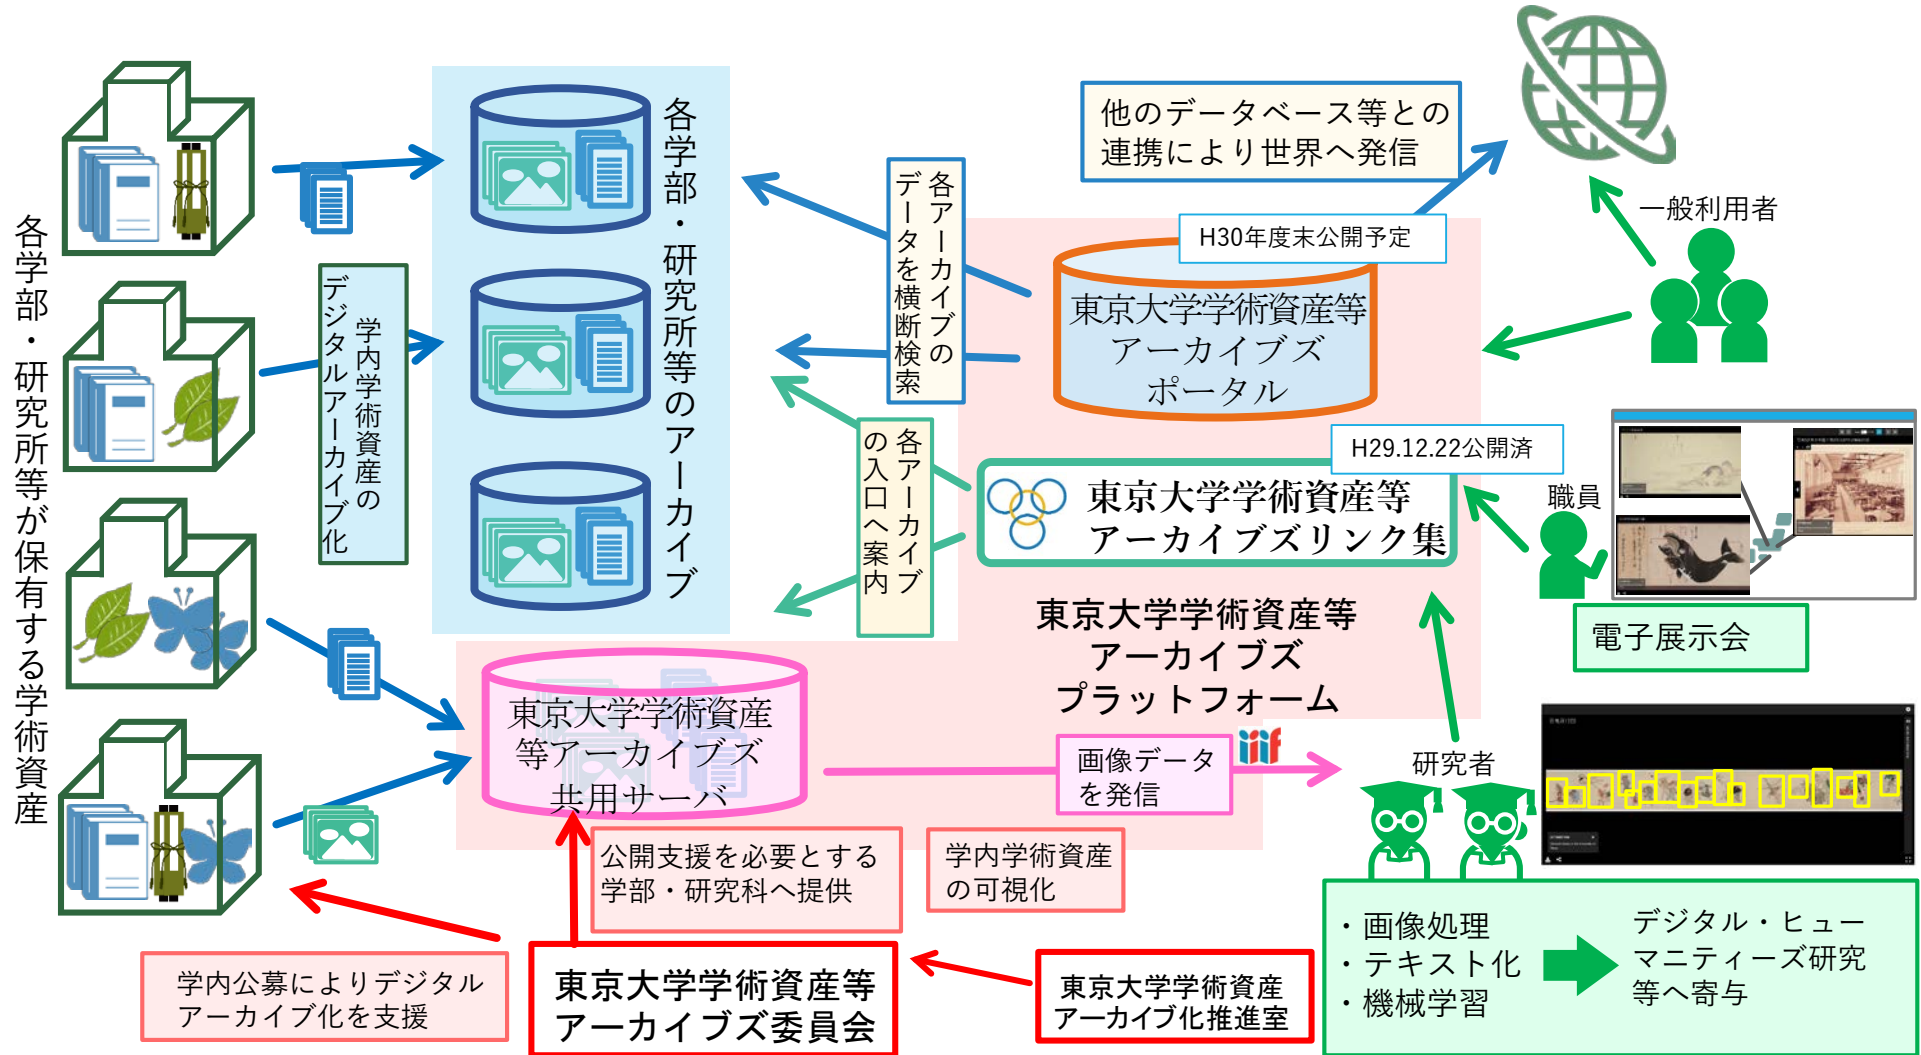 各学部・研究所等が保有する学術資産
デジタルアーカイブ化
学内学術資産の
各学部・研究所等のアーカイブ
各アーカイブの
データを横断検索
各アーカイブ
の入口へ案内
他のデータベース等との
連携により世界へ発信
H30年度末公開予定
東京大学学術資産等
アーカイブズ
ポータル
H29.12.22公開済
東京大学学術資産等
アーカイブズリンク集
東京大学学術資産等
アーカイブズ
プラットフォーム
一般利用者
職員
電子展示会
東京大学学術資産
等アーカイブズ
共用サーバ
画像データ
を発信
iiif
研究者
公開支援を必要とする
学部・研究科へ提供
学内学術資産
の可視化
学内公募によりデジタル
アーカイブ化を支援
東京大学学術資産等
アーカイブズ委員会
東京大学学術資産
アーカイブ化推進室
・画像処理
・テキスト化
・機械学習
デジタル・ヒュー
マニティーズ研究
等へ寄与